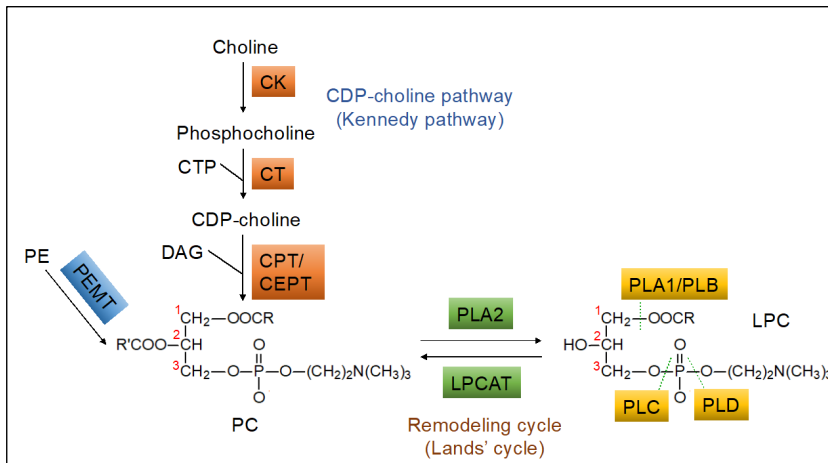 Choline
CK
CDP-choline pathway
(Kennedy pathway)
Phosphocholine
CTP
CT
CDP-choline
DAG
CPT/
CEPT
PE
PEMT
1
CH₂–OOCR
2
R'COO–CH
3
CH₂–O–P–O–(CH₂)₂N(CH₃)₃
O
O
PC
PLA2
LPCAT
Remodeling cycle
(Lands' cycle)
PLA1/PLB
LPC
1
CH₂–OOCR
2
HO–CH
3
CH₂–O–P–O–(CH₂)₂N(CH₃)₃
O
O
PLC
PLD